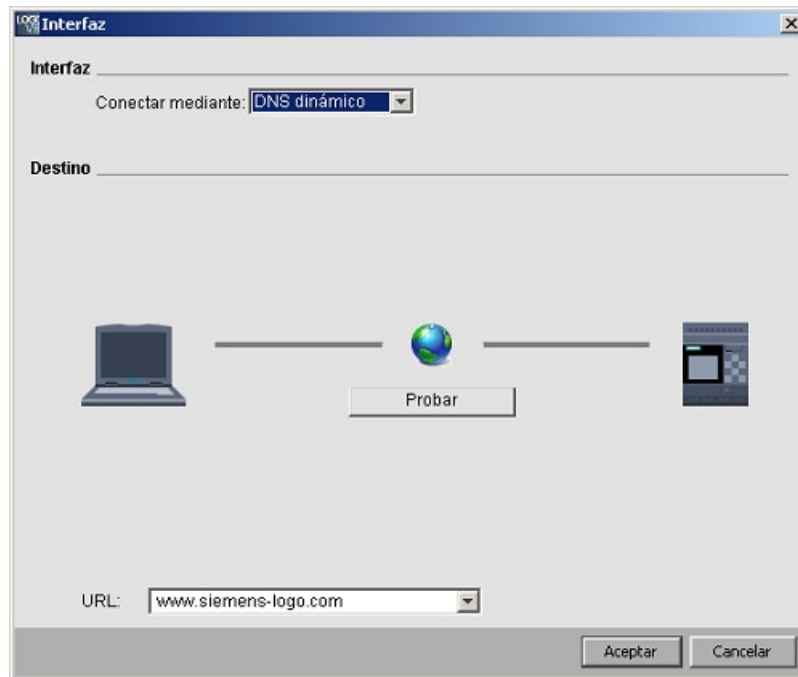 Interfaz
Interfaz
Conectar mediante: DNS dinámico
Destino
Probar
URL: www.siemens-logo.com
Aceptar Cancelar